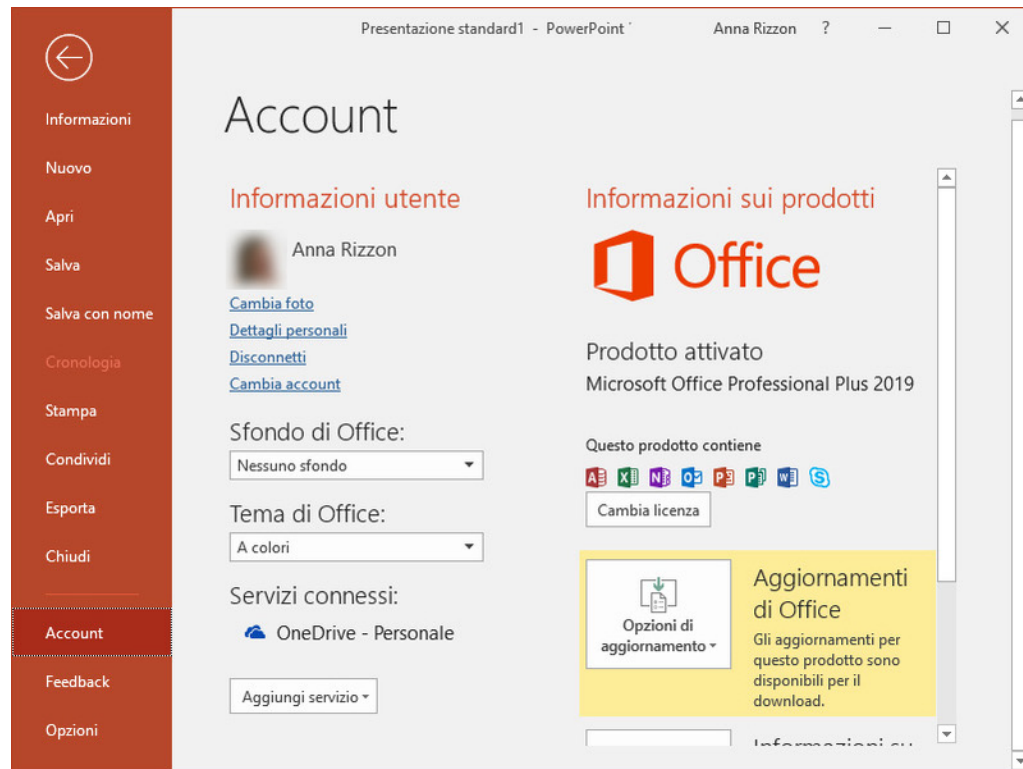 Presentazione standard1 - PowerPoint
Anna Rizzon ?
Informazioni
Nuovo
Apri
Salva
Salva con nome
Cronologia
Stampa
Condividi
Esporta
Chiudi
Account
Feedback
Opzioni
Account
Informazioni utente
Anna Rizzon
Cambia foto
Dettagli personali
Disconnetti
Cambia account
Sfondo di Office:
Nessuno sfondo
Tema di Office:
A colori
Servizi connessi:
OneDrive - Personale
Aggiungi servizio
Informazioni sui prodotti
Office
Prodotto attivato
Microsoft Office Professional Plus 2019
Questo prodotto contiene
Cambia licenza
Opzioni di
aggiornamento
Aggiornamenti
di Office
Gli aggiornamenti per
questo prodotto sono
disponibili per il
download.
Informazioni su